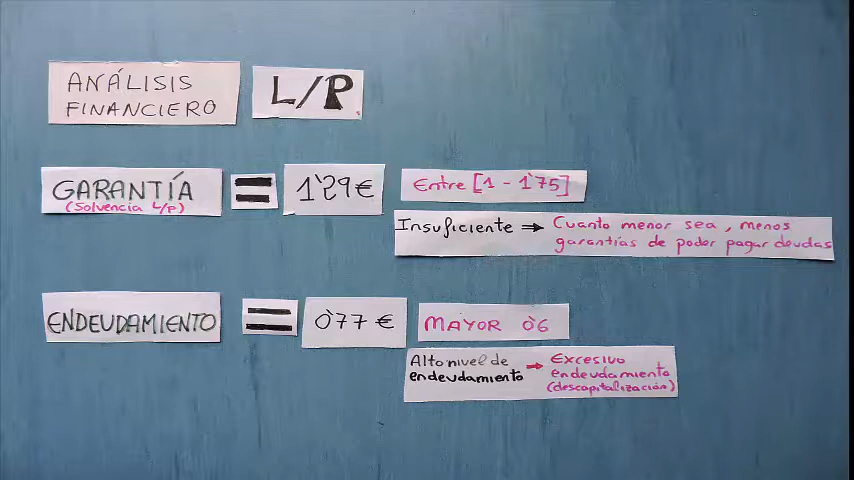 ANÁLISIS
FINANCIERO
L/P
GARANTÍA
(Solvencia L/P)
=
1'29€
Entre [1 - 1'75]
Insuficiente → Cuanto menor sea, menos
garantías de poder pagar deudas
ENDEUDAMIENTO
=
0'77 €
MAYOR 0'6
Alto nivel de
endeudamiento
→ Excesivo
endeudamiento
(descapitalización)